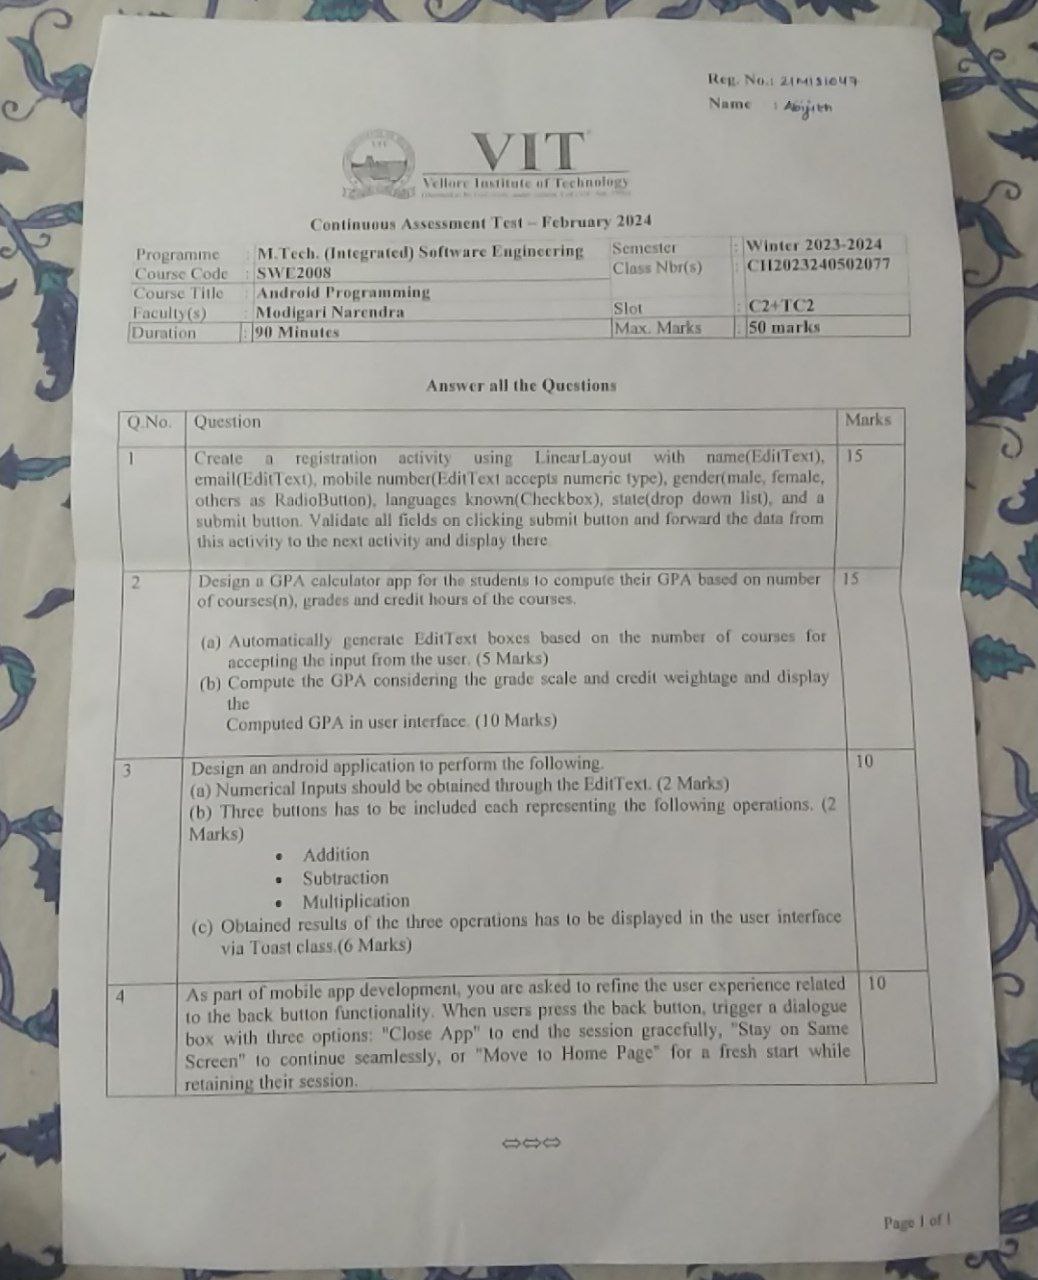 Reg. No.: 21MIS1047
Name : Abijith
VIT
Vellore Institute of Technology
Continuous Assessment Test – February 2024
Programme : M.Tech. (Integrated) Software Engineering Semester : Winter 2023-2024
Course Code : SWE2008 Class Nbr(s) : CH2023240502077
Course Title : Android Programming
Faculty(s) : Modigari Narendra Slot : C2+TC2
Duration : 90 Minutes Max. Marks : 50 marks
Answer all the Questions
Q.No. Question Marks
1 Create a registration activity using LinearLayout with name(EditText), 15
email(EditText), mobile number(EditText accepts numeric type), gender(male, female,
others as RadioButton), languages known(Checkbox), state(drop down list), and a
submit button. Validate all fields on clicking submit button and forward the data from
this activity to the next activity and display there.
2 Design a GPA calculator app for the students to compute their GPA based on number 15
of courses(n), grades and credit hours of the courses.
(a) Automatically generate EditText boxes based on the number of courses for
accepting the input from the user. (5 Marks)
(b) Compute the GPA considering the grade scale and credit weightage and display
the
Computed GPA in user interface. (10 Marks)
3 Design an android application to perform the following. 10
(a) Numerical Inputs should be obtained through the EditText. (2 Marks)
(b) Three buttons has to be included each representing the following operations. (2
Marks)
• Addition
• Subtraction
• Multiplication
(c) Obtained results of the three operations has to be displayed in the user interface
via Toast class.(6 Marks)
4 As part of mobile app development, you are asked to refine the user experience related 10
to the back button functionality. When users press the back button, trigger a dialogue
box with three options: "Close App" to end the session gracefully, "Stay on Same
Screen" to continue seamlessly, or "Move to Home Page" for a fresh start while
retaining their session.
⇔⇔⇔
Page 1 of 1